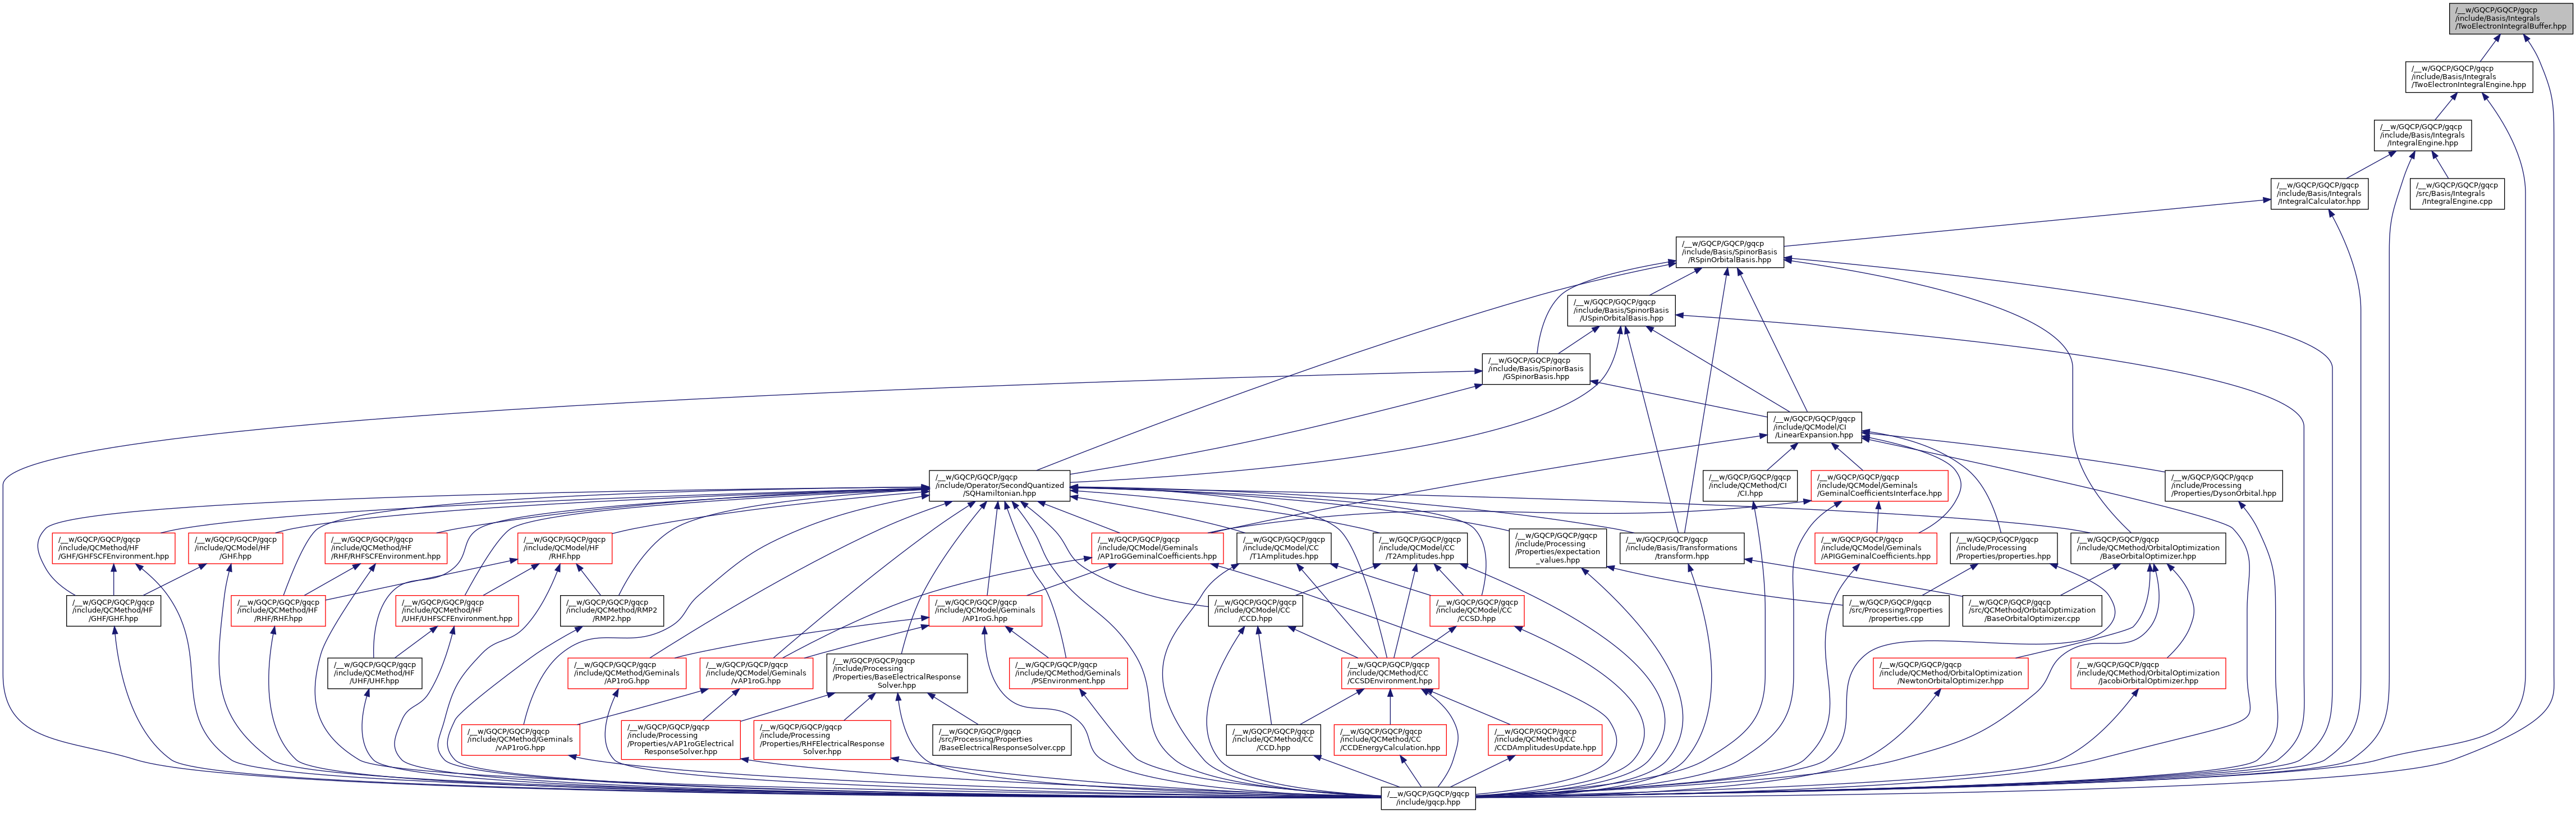 /__w/GQCP/GQCP/gqcp
/include/Basis/Integrals
/TwoElectronIntegralBuffer.hpp
/__w/GQCP/GQCP/gqcp
/include/Basis/Integrals
/TwoElectronIntegralEngine.hpp
/__w/GQCP/GQCP/gqcp
/include/Basis/Integrals
/IntegralEngine.hpp
/__w/GQCP/GQCP/gqcp
/include/Basis/Integrals
/IntegralCalculator.hpp
/__w/GQCP/GQCP/gqcp
/src/Basis/Integrals
/IntegralEngine.cpp
/__w/GQCP/GQCP/gqcp
/include/Basis/SpinorBasis
/RSpinOrbitalBasis.hpp
/__w/GQCP/GQCP/gqcp
/include/Basis/SpinorBasis
/USpinOrbitalBasis.hpp
/__w/GQCP/GQCP/gqcp
/include/Basis/SpinorBasis
/GSpinorBasis.hpp
/__w/GQCP/GQCP/gqcp
/include/QCModel/CI
/LinearExpansion.hpp
/__w/GQCP/GQCP/gqcp
/include/Operator/SecondQuantized
/SQHamiltonian.hpp
/__w/GQCP/GQCP/gqcp
/include/QCMethod/CI
/CI.hpp
/__w/GQCP/GQCP/gqcp
/include/QCModel/Geminals
/GeminalCoefficientsInterface.hpp
/__w/GQCP/GQCP/gqcp
/include/Processing
/Properties/DysonOrbital.hpp
/__w/GQCP/GQCP/gqcp
/include/QCMethod/HF
/GHF/GHFSCFEnvironment.hpp
/__w/GQCP/GQCP/gqcp
/include/QCModel/HF
/GHF.hpp
/__w/GQCP/GQCP/gqcp
/include/QCMethod/HF
/RHF/RHFSCFEnvironment.hpp
/__w/GQCP/GQCP/gqcp
/include/QCModel/HF
/RHF.hpp
/__w/GQCP/GQCP/gqcp
/include/QCModel/Geminals
/AP1roGGeminalCoefficients.hpp
/__w/GQCP/GQCP/gqcp
/include/QCModel/CC
/T1Amplitudes.hpp
/__w/GQCP/GQCP/gqcp
/include/QCModel/CC
/T2Amplitudes.hpp
/__w/GQCP/GQCP/gqcp
/include/Processing
/Properties/expectation
_values.hpp
/__w/GQCP/GQCP/gqcp
/include/Basis/Transformations
/transform.hpp
/__w/GQCP/GQCP/gqcp
/include/QCModel/Geminals
/APIGGeminalCoefficients.hpp
/__w/GQCP/GQCP/gqcp
/include/Processing
/Properties/properties.hpp
/__w/GQCP/GQCP/gqcp
/include/QCMethod/OrbitalOptimization
/BaseOrbitalOptimizer.hpp
/__w/GQCP/GQCP/gqcp
/include/QCMethod/HF
/GHF/GHF.hpp
/__w/GQCP/GQCP/gqcp
/include/QCMethod/HF
/RHF/RHF.hpp
/__w/GQCP/GQCP/gqcp
/include/QCMethod/HF
/UHF/UHFSCFEnvironment.hpp
/__w/GQCP/GQCP/gqcp
/include/QCMethod/RMP2
/RMP2.hpp
/__w/GQCP/GQCP/gqcp
/include/QCModel/Geminals
/AP1roG.hpp
/__w/GQCP/GQCP/gqcp
/include/QCModel/CC
/CCD.hpp
/__w/GQCP/GQCP/gqcp
/include/QCModel/CC
/CCSD.hpp
/__w/GQCP/GQCP/gqcp
/src/Processing/Properties
/properties.cpp
/__w/GQCP/GQCP/gqcp
/src/QCMethod/OrbitalOptimization
/BaseOrbitalOptimizer.cpp
/__w/GQCP/GQCP/gqcp
/include/QCMethod/HF
/UHF/UHF.hpp
/__w/GQCP/GQCP/gqcp
/include/QCMethod/Geminals
/AP1roG.hpp
/__w/GQCP/GQCP/gqcp
/include/QCModel/Geminals
/vAP1roG.hpp
/__w/GQCP/GQCP/gqcp
/include/Processing
/Properties/BaseElectricalResponse
Solver.hpp
/__w/GQCP/GQCP/gqcp
/include/QCMethod/Geminals
/PSEnvironment.hpp
/__w/GQCP/GQCP/gqcp
/include/QCMethod/CC
/CCSDEnvironment.hpp
/__w/GQCP/GQCP/gqcp
/include/QCMethod/OrbitalOptimization
/NewtonOrbitalOptimizer.hpp
/__w/GQCP/GQCP/gqcp
/include/QCMethod/OrbitalOptimization
/JacobiOrbitalOptimizer.hpp
/__w/GQCP/GQCP/gqcp
/include/QCMethod/Geminals
/vAP1roG.hpp
/__w/GQCP/GQCP/gqcp
/include/Processing
/Properties/vAP1roGElectrical
ResponseSolver.hpp
/__w/GQCP/GQCP/gqcp
/include/Processing
/Properties/RHFElectricalResponse
Solver.hpp
/__w/GQCP/GQCP/gqcp
/src/Processing/Properties
/BaseElectricalResponseSolver.cpp
/__w/GQCP/GQCP/gqcp
/include/QCMethod/CC
/CCD.hpp
/__w/GQCP/GQCP/gqcp
/include/QCMethod/CC
/CCDEnergyCalculation.hpp
/__w/GQCP/GQCP/gqcp
/include/QCMethod/CC
/CCDAmplitudesUpdate.hpp
/__w/GQCP/GQCP/gqcp
/include/gqcp.hpp